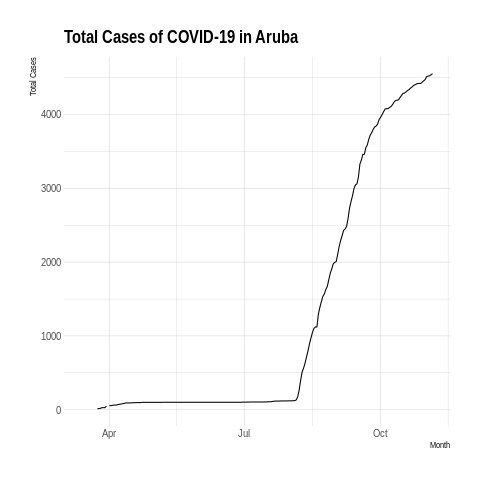 Total Cases of COVID-19 in Aruba
Total Cases
4000
3000
2000
1000
0
Apr Jul Oct
Month